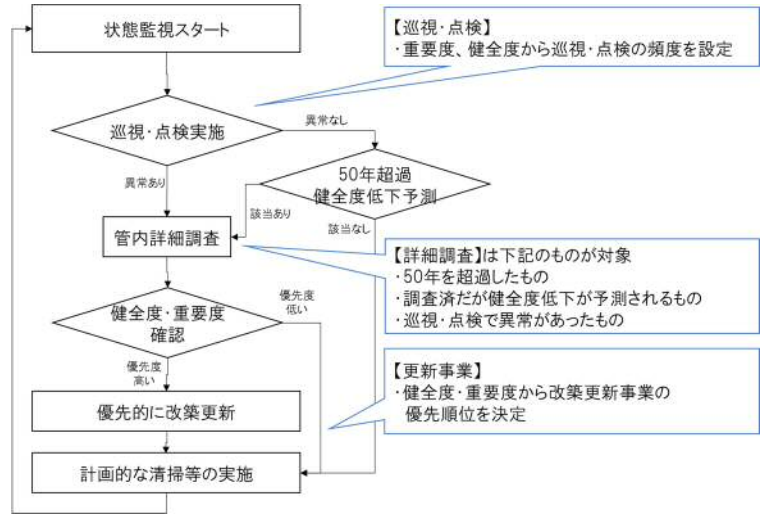 状態監視スタート
【巡視・点検】
・重要度、健全度から巡視・点検の頻度を設定
巡視・点検実施
異常なし
異常あり
50年超過
健全度低下予測
該当あり
該当なし
管内詳細調査
【詳細調査】は下記のものが対象
・50年を超過したもの
・調査済だが健全度低下が予測されるもの
・巡視・点検で異常があったもの
健全度・重要度
確認
優先度
低い
優先度
高い
【更新事業】
・健全度・重要度から改築更新事業の
優先順位を決定
優先的に改築更新
計画的な清掃等の実施